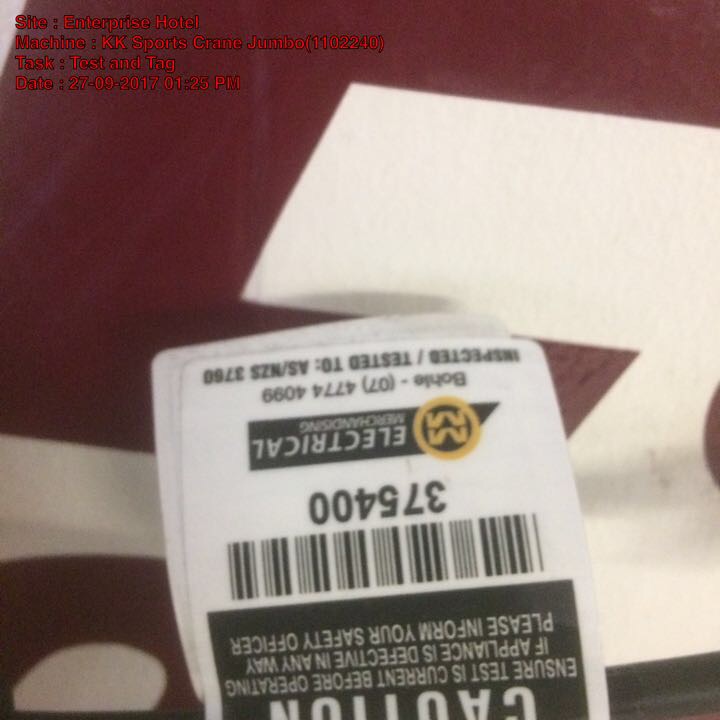 Site : Enterprise Hotel
Machine : KK Sports Crane Jumbo(1102240)
Task : Test and Tag
Date : 27-09-2017 01:25 PM
CAUTION
ENSURE TEST IS CURRENT BEFORE OPERATING
IF APPLIANCE IS DEFECTIVE IN ANY WAY
PLEASE INFORM YOUR SAFETY OFFICER
375400
ELECTRICAL
MERCHANDISING
Bohle - (07) 4774 4099
INSPECTED / TESTED TO: AS/NZS 3760